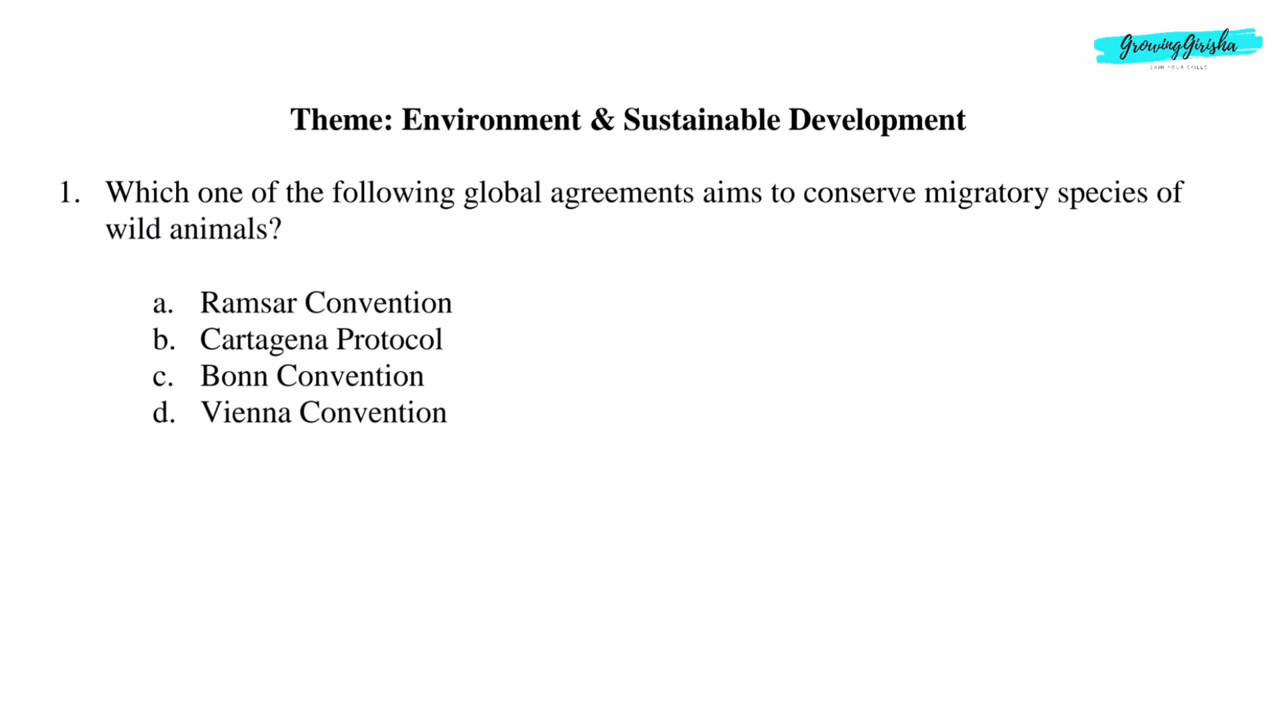 GrowingGirisha
Theme: Environment & Sustainable Development
1. Which one of the following global agreements aims to conserve migratory species of
wild animals?
a. Ramsar Convention
b. Cartagena Protocol
c. Bonn Convention
d. Vienna Convention